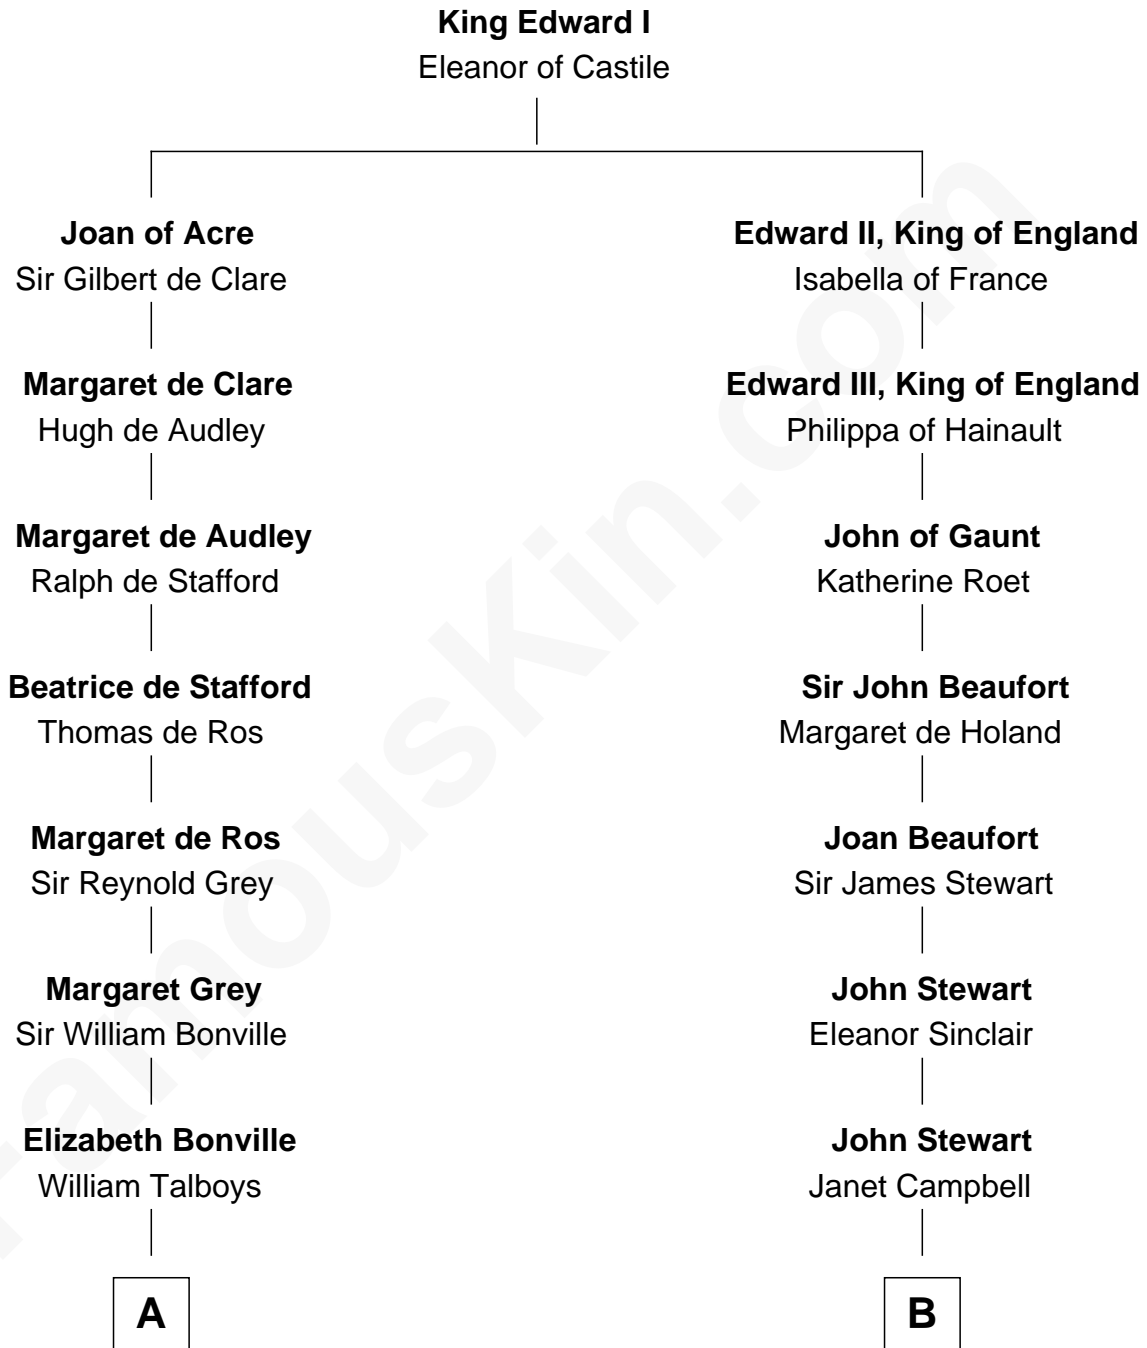 King Edward I
Eleanor of Castile
Joan of Acre
Sir Gilbert de Clare
Margaret de Clare
Hugh de Audley
Margaret de Audley
Ralph de Stafford
Beatrice de Stafford
Thomas de Ros
Margaret de Ros
Sir Reynold Grey
Margaret Grey
Sir William Bonville
Elizabeth Bonville
William Talboys
A
Edward II, King of England
Isabella of France
Edward III, King of England
Philippa of Hainault
John of Gaunt
Katherine Roet
Sir John Beaufort
Margaret de Holand
Joan Beaufort
Sir James Stewart
John Stewart
Eleanor Sinclair
John Stewart
Janet Campbell
B
FamousKin.com